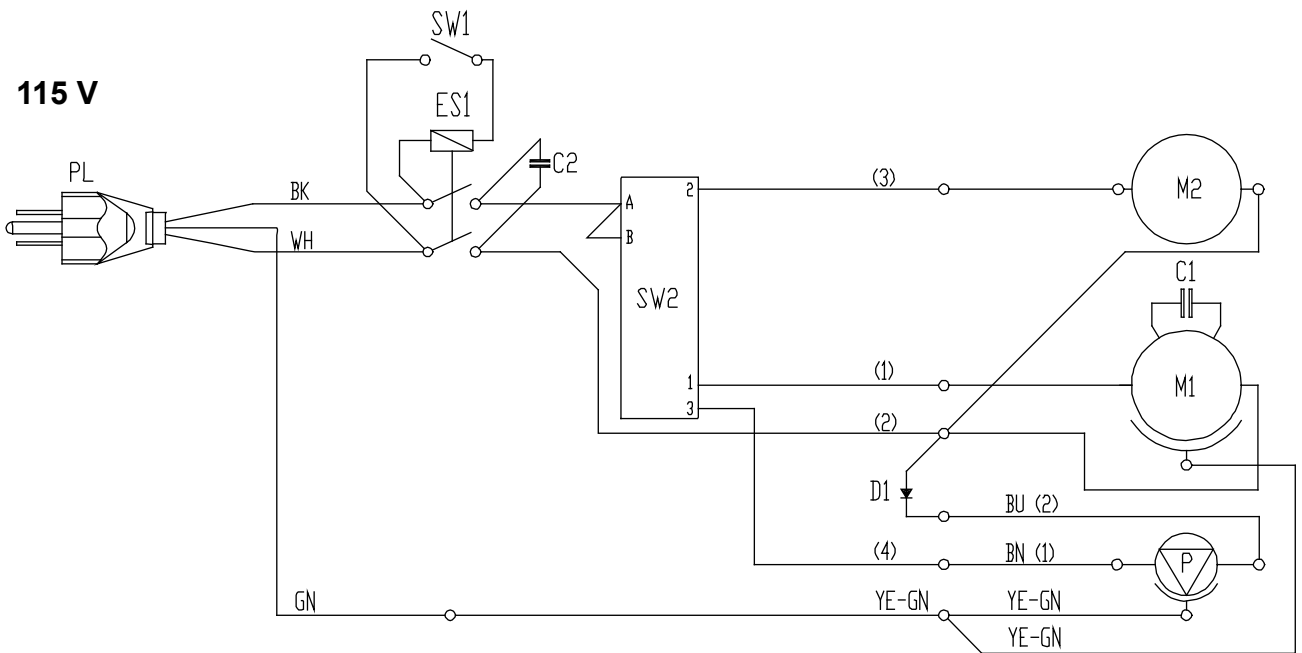 SW1
115 V
ES1
PL
C2
BK
WH
A
B
SW2
2
1
3
(3)
M2
C1
(1)
M1
(2)
D1
BU (2)
(4)
BN (1)
P
GN
YE-GN
YE-GN
YE-GN